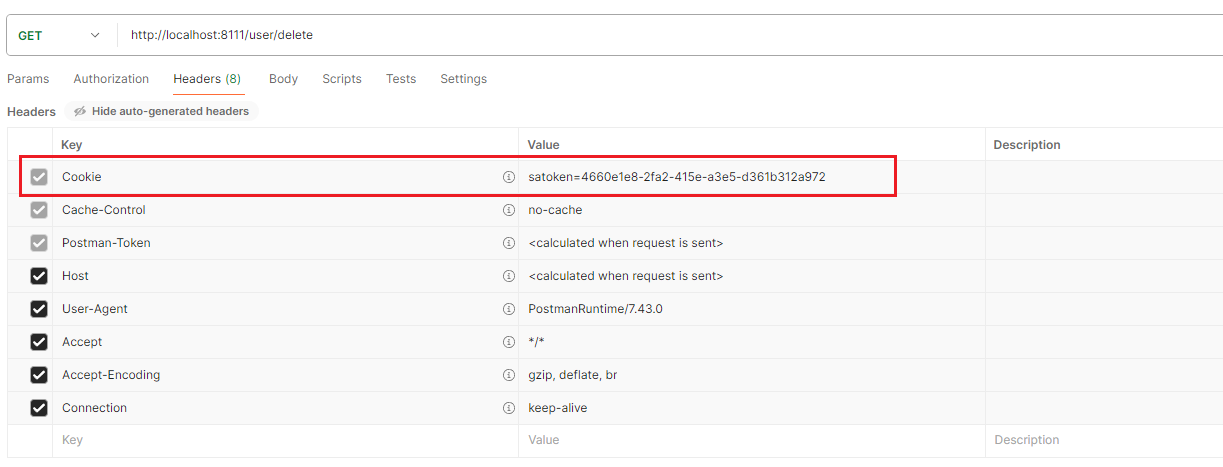 GET http://localhost:8111/user/delete
Params Authorization Headers (8) Body Scripts Tests Settings
Headers Hide auto-generated headers
Key Value Description
Cookie satoken=4660e1e8-2fa2-415e-a3e5-d361b312a972
Cache-Control no-cache
Postman-Token <calculated when request is sent>
Host <calculated when request is sent>
User-Agent PostmanRuntime/7.43.0
Accept */*
Accept-Encoding gzip, deflate, br
Connection keep-alive
Key Value Description